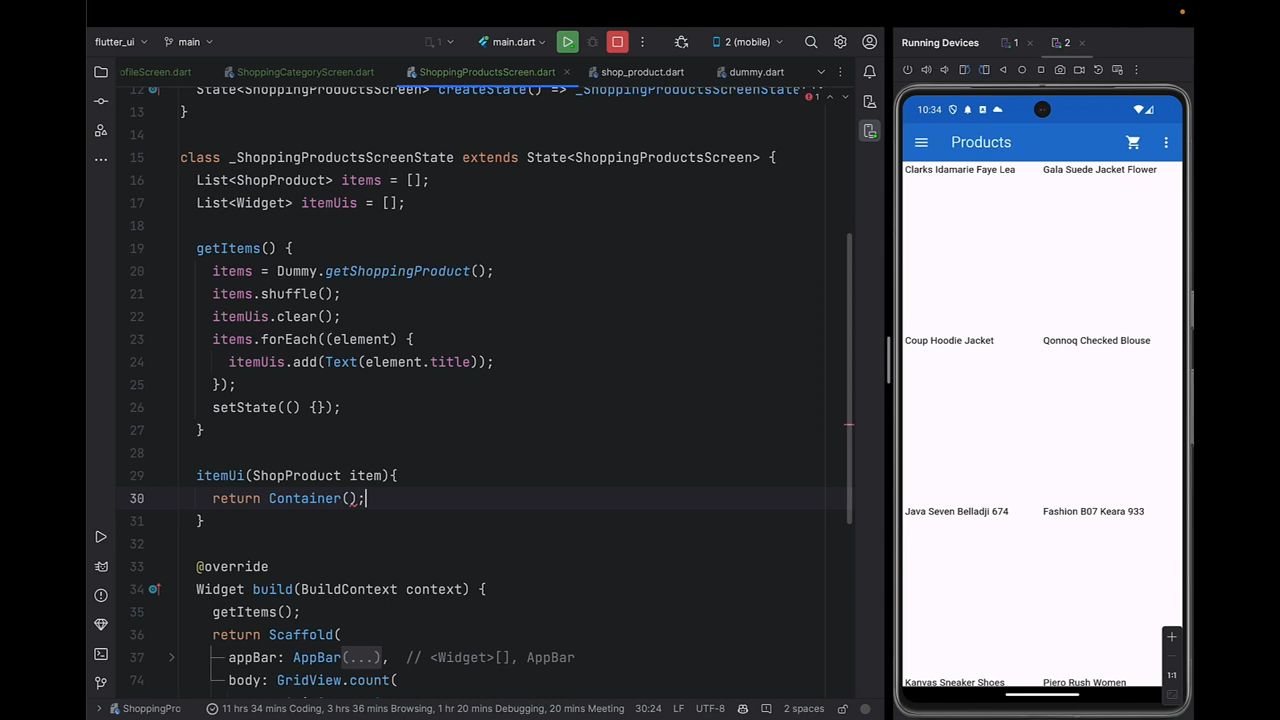 flutter_ui
main
1
main.dart
2 (mobile)
Running Devices
1
2
ofileScreen.dart
ShoppingCategoryScreen.dart
ShoppingProductsScreen.dart
shop_product.dart
dummy.dart
12 State<ShoppingProductsScreen> createState() => _ShoppingProductsScreenState
1
13 }
14
15 class _ShoppingProductsScreenState extends State<ShoppingProductsScreen> {
16 List<ShopProduct> items = [];
17 List<Widget> itemUis = [];
18
19 getItems() {
20 items = Dummy.getShoppingProduct();
21 items.shuffle();
22 itemUis.clear();
23 items.forEach((element) {
24 itemUis.add(Text(element.title));
25 });
26 setState(() {});
27 }
28
29 itemUi(ShopProduct item){
30 return Container();
31 }
32
33 @override
34 Widget build(BuildContext context) {
35 getItems();
36 return Scaffold(
37 appBar: AppBar(...), // <Widget>[], AppBar
74 body: GridView.count(
ShoppingPro
11 hrs 34 mins Coding, 3 hrs 36 mins Browsing, 1 hr 20 mins Debugging, 20 mins Meeting
30:24
LF
UTF-8
2 spaces
10:34
Products
Clarks Idamarie Faye Lea
Gala Suede Jacket Flower
Coup Hoodie Jacket
Qonnoq Checked Blouse
Java Seven Belladji 674
Fashion B07 Keara 933
Kanvas Sneaker Shoes
Piero Rush Women
1:1